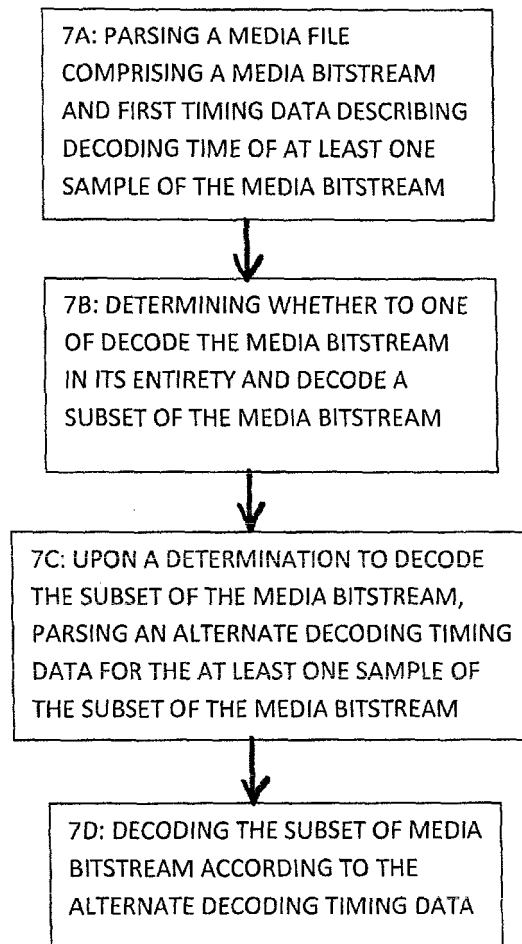 7A: PARSING A MEDIA FILE
COMPRISING A MEDIA BITSTREAM
AND FIRST TIMING DATA DESCRIBING
DECODING TIME OF AT LEAST ONE
SAMPLE OF THE MEDIA BITSTREAM
7B: DETERMINING WHETHER TO ONE
OF DECODE THE MEDIA BITSTREAM
IN ITS ENTIRETY AND DECODE A
SUBSET OF THE MEDIA BITSTREAM
7C: UPON A DETERMINATION TO DECODE
THE SUBSET OF THE MEDIA BITSTREAM,
PARSING AN ALTERNATE DECODING TIMING
DATA FOR THE AT LEAST ONE SAMPLE OF
THE SUBSET OF THE MEDIA BITSTREAM
7D: DECODING THE SUBSET OF MEDIA
BITSTREAM ACCORDING TO THE
ALTERNATE DECODING TIMING DATA